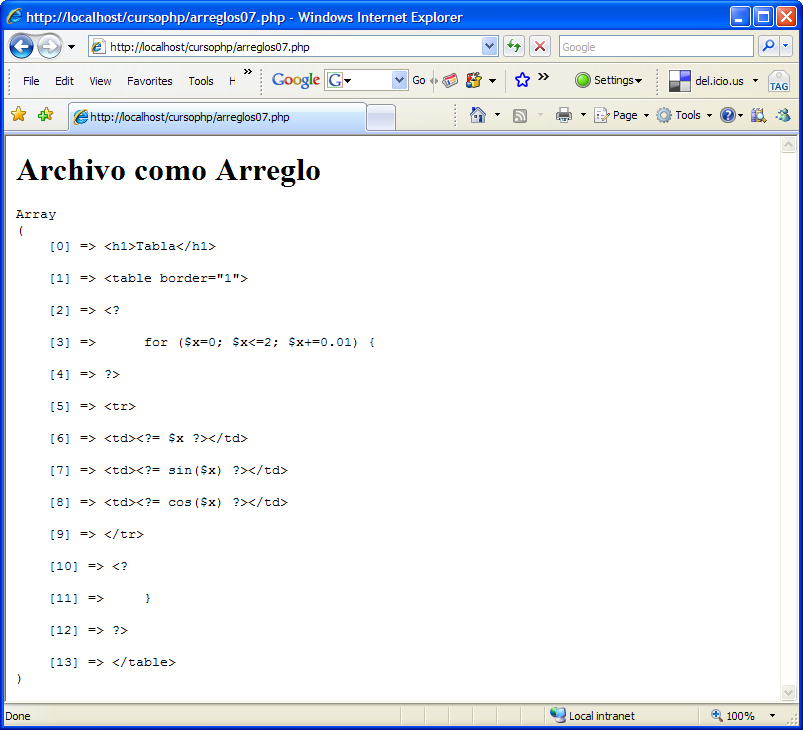 http://localhost/cursophp/arreglos07.php - Windows Internet Explorer
http://localhost/cursophp/arreglos07.php
Google
File Edit View Favorites Tools H »
Google G Go » Settings del.icio.us TAG
http://localhost/cursophp/arreglos07.php
Page Tools
Archivo como Arreglo
Array
(
    [0] => <h1>Tabla</h1>
    [1] => <table border="1">
    [2] => <?
    [3] =>      for ($x=0; $x<=2; $x+=0.01) {
    [4] => ?>
    [5] => <tr>
    [6] => <td><?= $x ?></td>
    [7] => <td><?= sin($x) ?></td>
    [8] => <td><?= cos($x) ?></td>
    [9] => </tr>
    [10] => <?
    [11] =>     }
    [12] => ?>
    [13] => </table>
)
Done Local intranet 100%